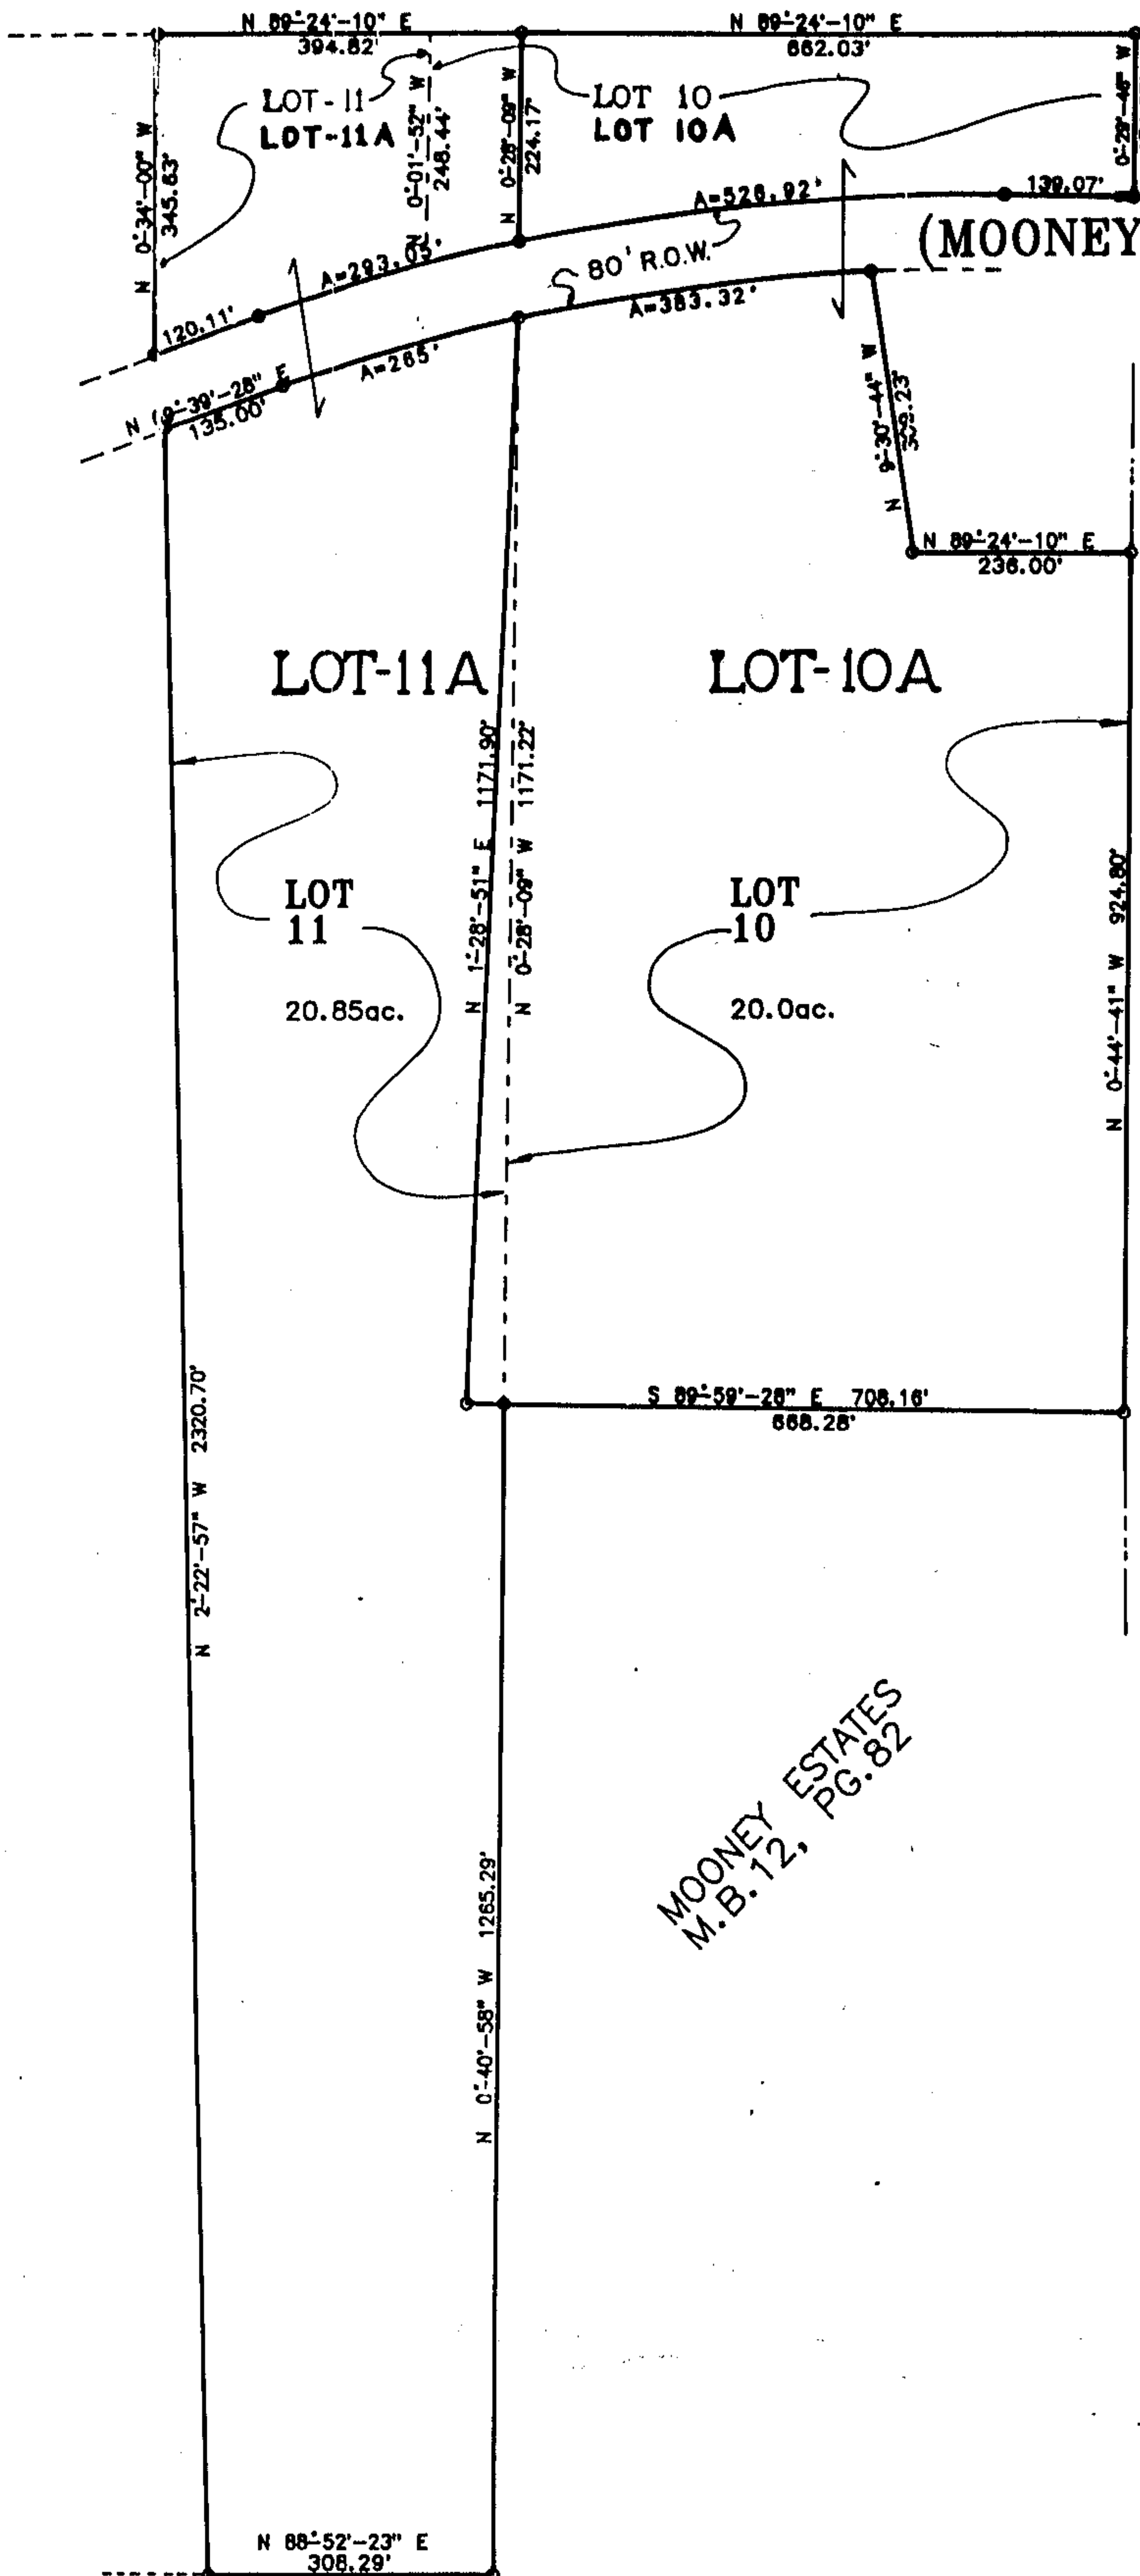 N 89°-24'-10" E
394.82'
N 89°-24'-10" E
662.03'
LOT-11
LOT-11A
LOT 10
LOT 10A
N 0°-34'-00" W
345.83'
N 0°-01'-52" W
248.44'
N 0°-28'-09" W
224.17'
0°-29'-46" W
A=526.92'
139.07'
(MOONEY
A=293.05'
80' R.O.W.
120.11'
A=383.32'
A=265'
-39'-28" E
135.00'
N 9°-30'-44" W
N 89°-24'-10" E
236.00'
LOT-11A
LOT-10A
N 1°-28'-51" E 1171.90'
N 0°-28'-09" W 1171.22'
LOT
11
20.85ac.
LOT
10
20.0ac.
N 0°-44'-41" W 924.80'
S 89°-59'-28" E 708.16'
668.28'
N 2°-22'-57" W 2320.70'
MOONEY ESTATES
M.B. 12, PG. 82
N 0°-40'-58" W 1265.29'
N 88°-52'-23" E
308.29'